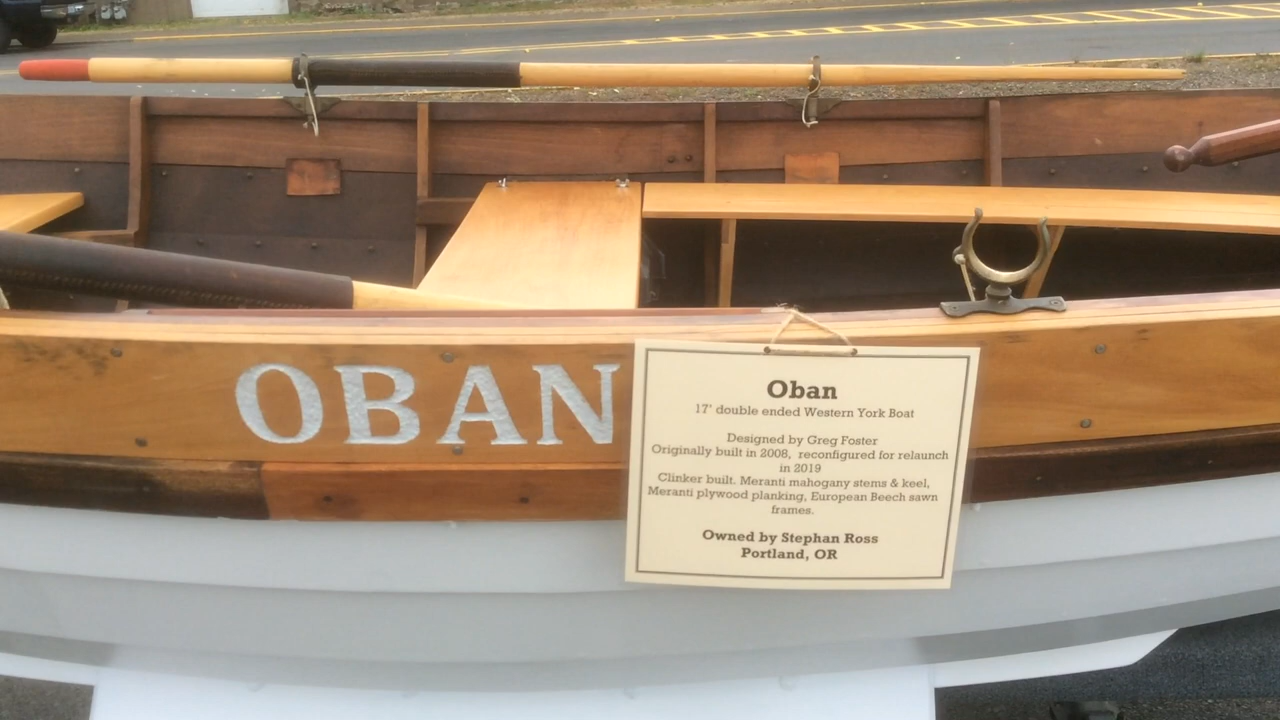 OBAN
Oban
17' double ended Western York Boat
Designed by Greg Foster
Originally built in 2008, reconfigured for relaunch
in 2019
Clinker built. Meranti mahogany stems & keel,
Meranti plywood planking, European Beech sawn
frames.
Owned by Stephan Ross
Portland, OR